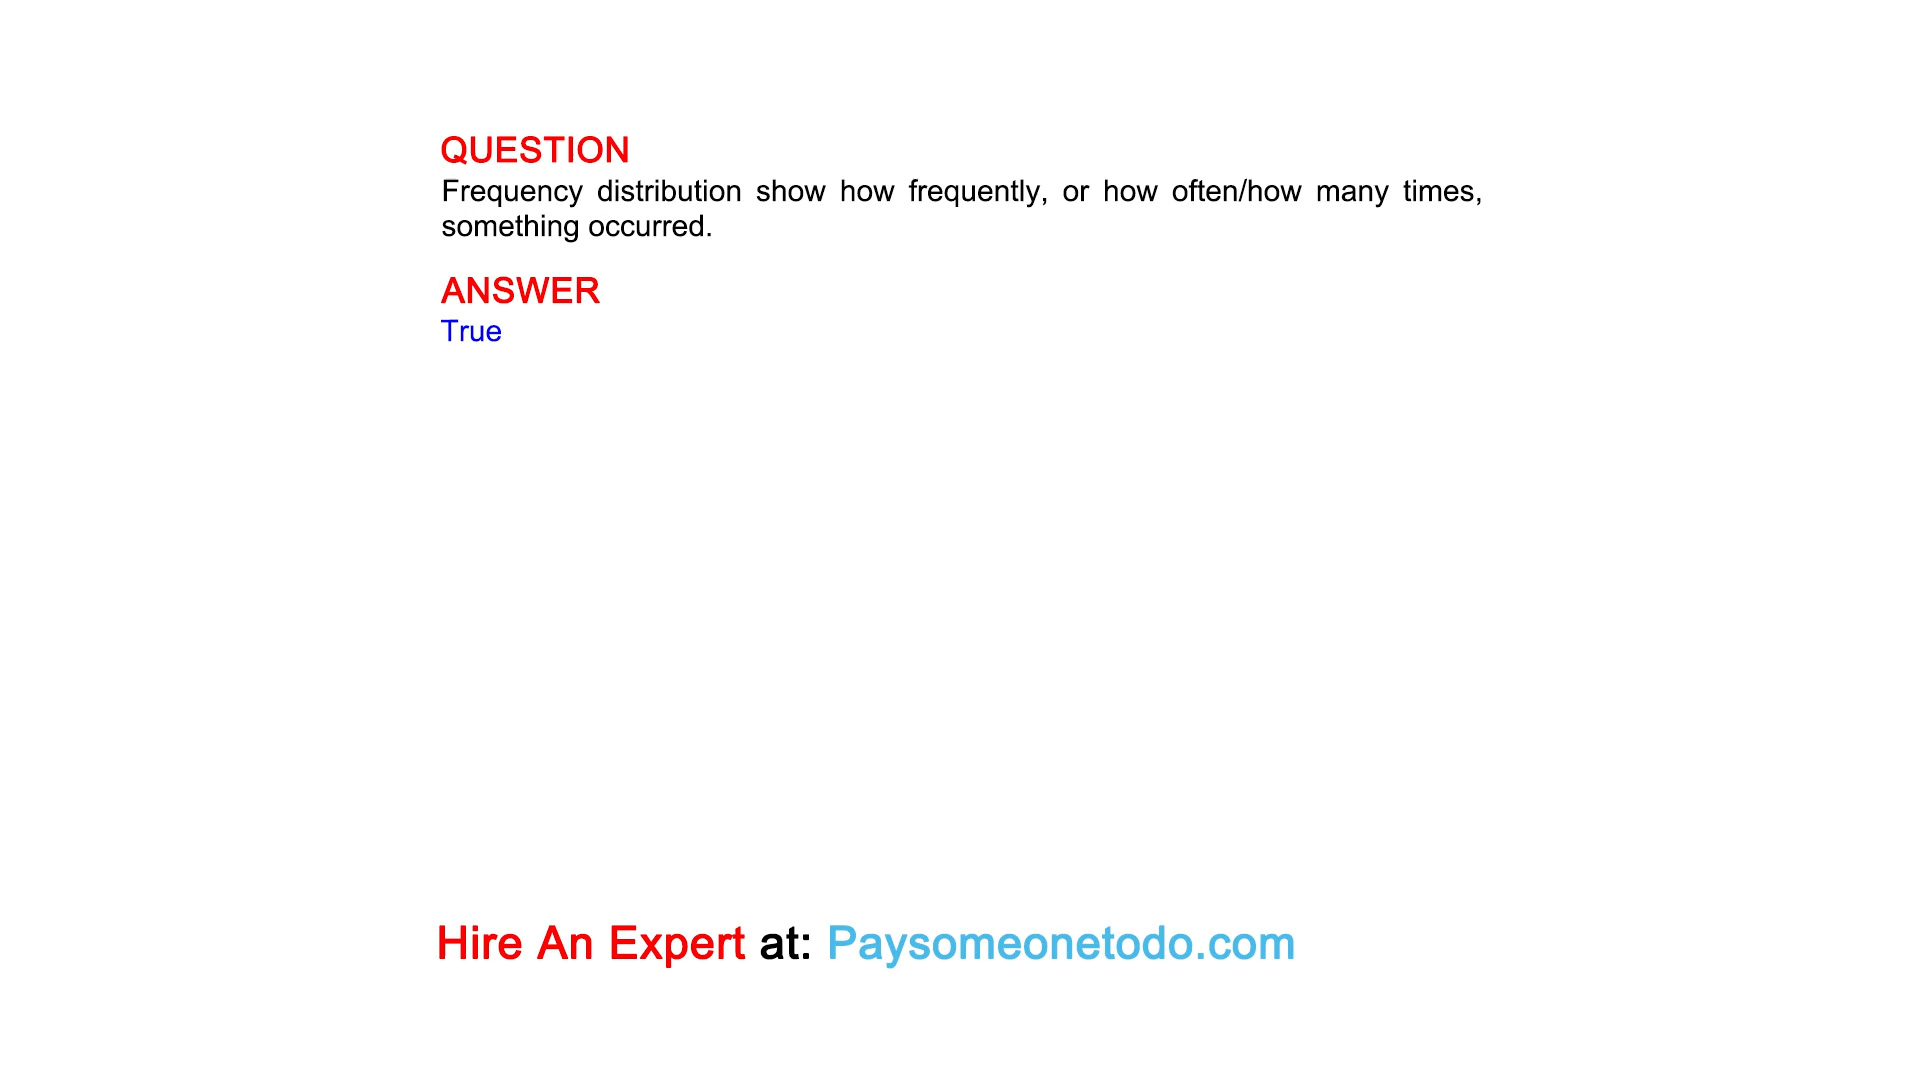 QUESTION
Frequency distribution show how frequently, or how often/how many times,
something occurred.
ANSWER
True
Hire An Expert at: Paysomeonetodo.com